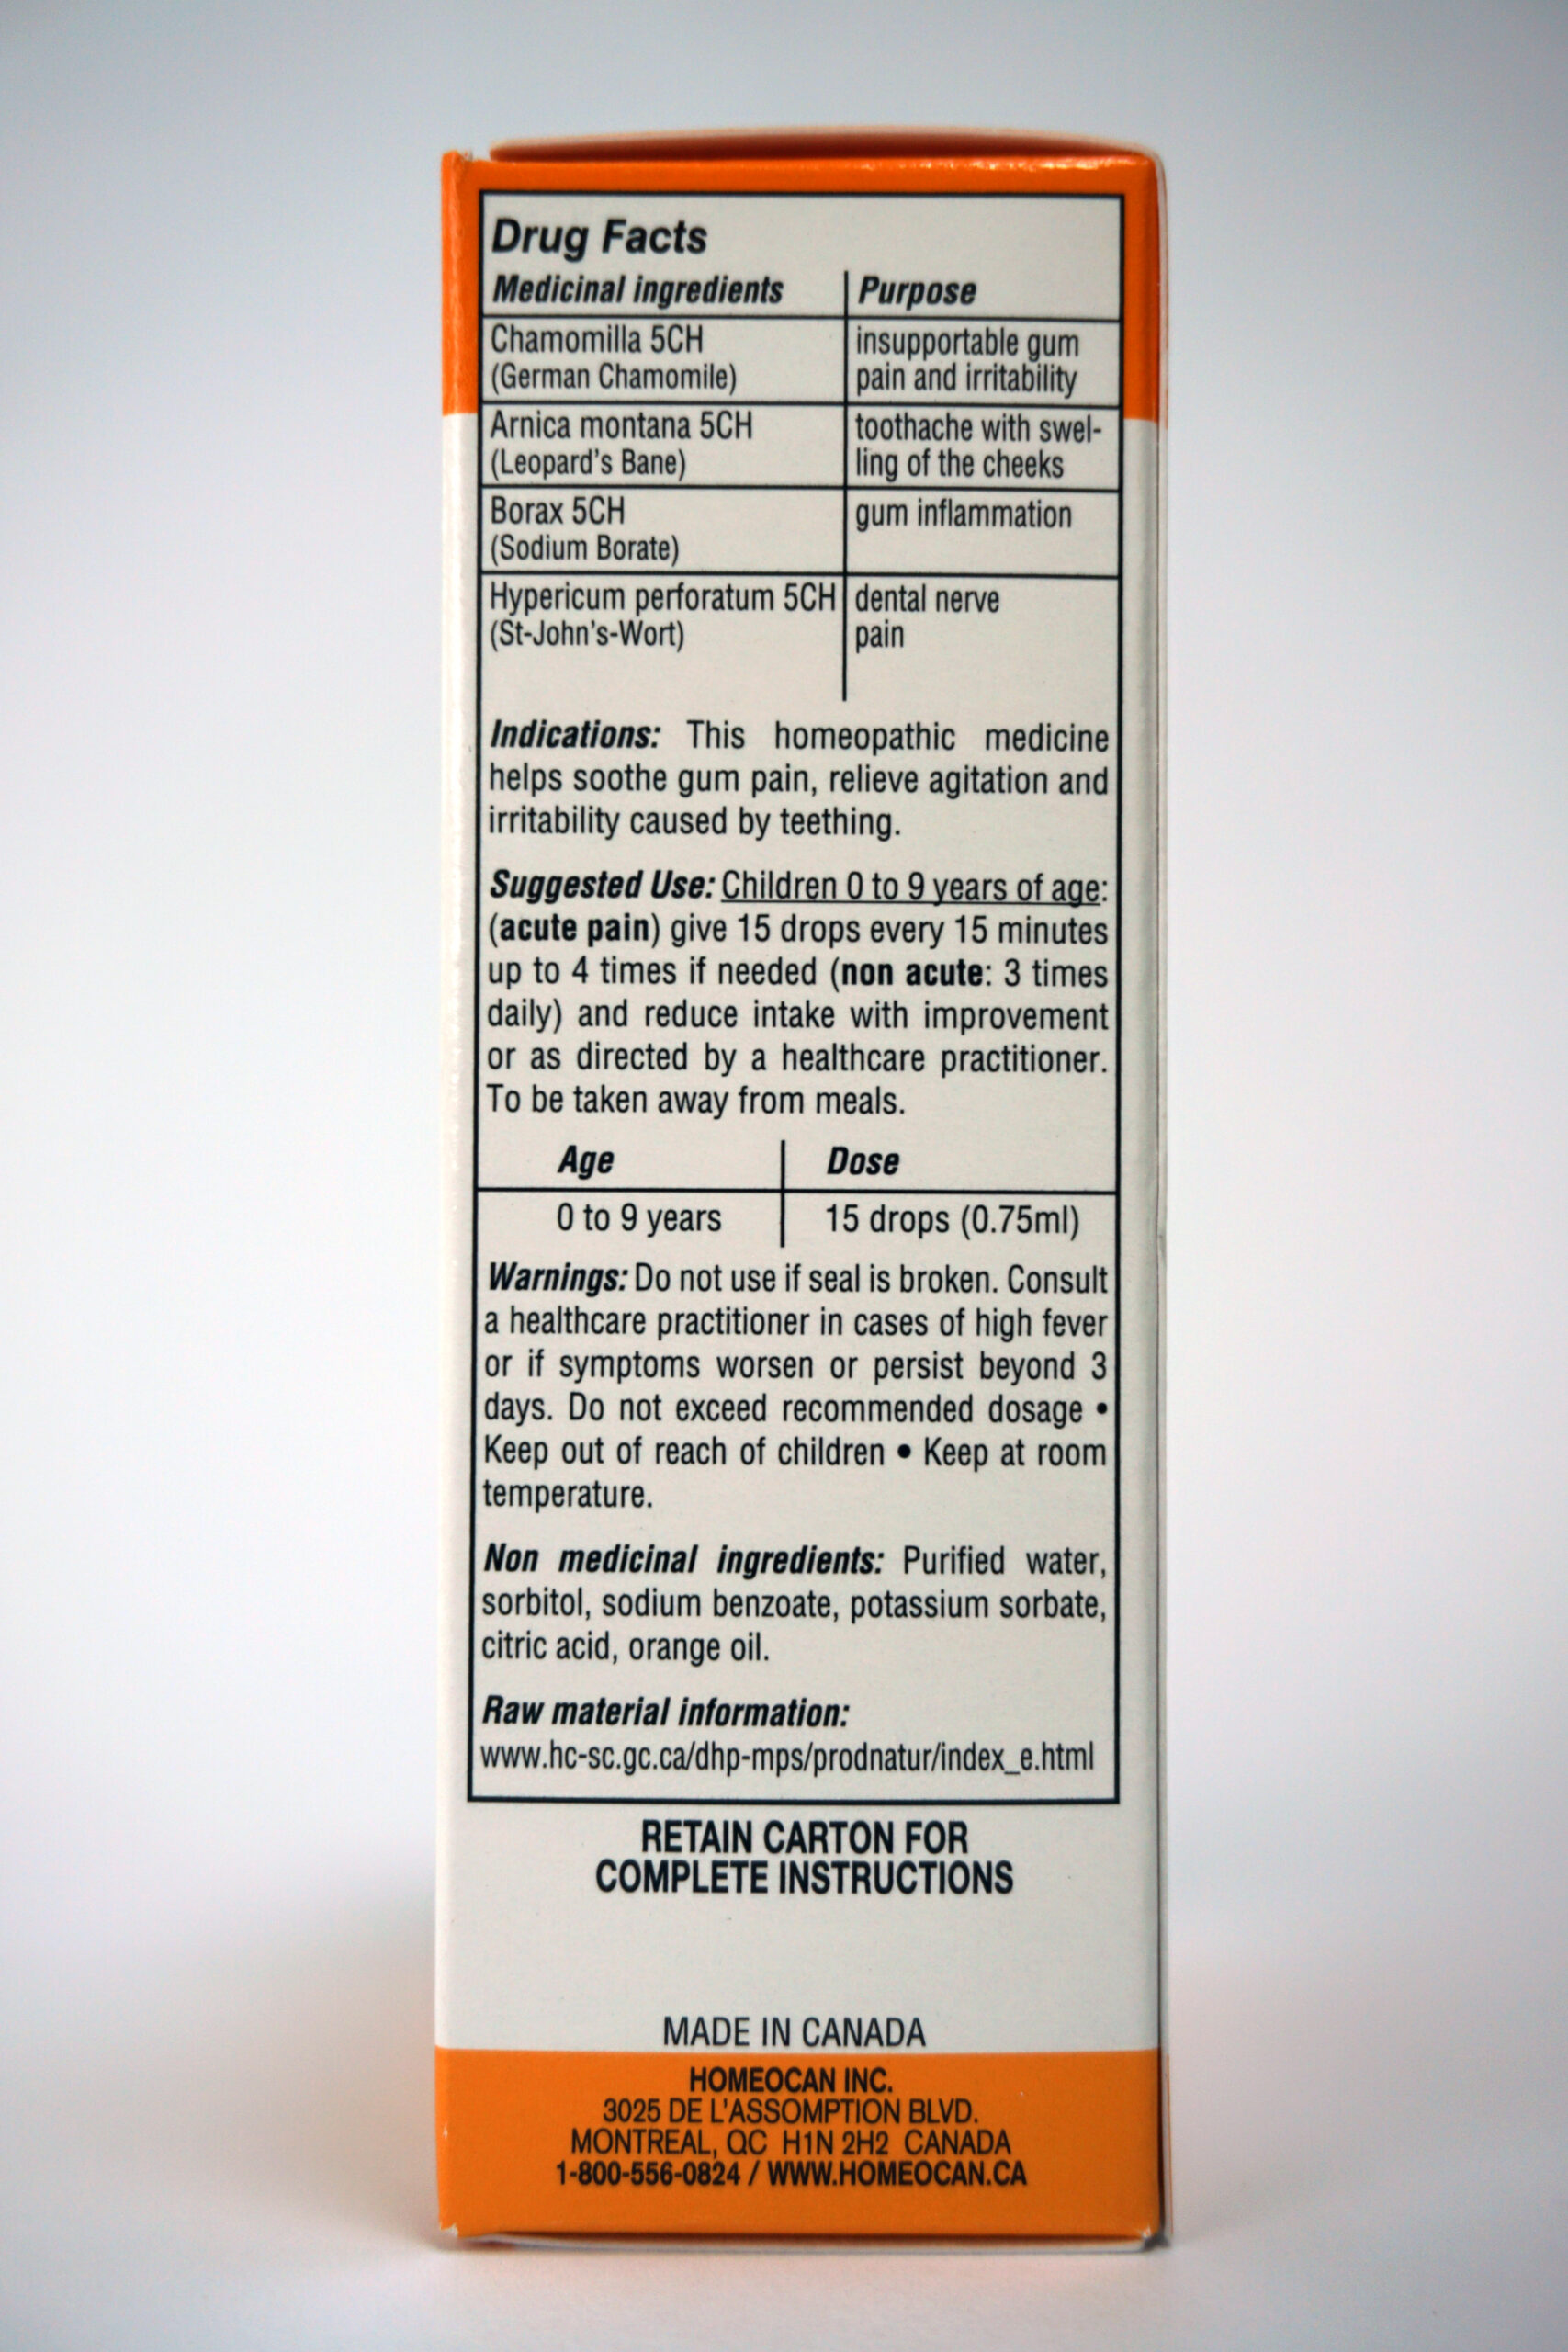 Drug Facts
Medicinal ingredients Purpose
Chamomilla 5CH insupportable gum
(German Chamomile) pain and irritability
Arnica montana 5CH toothache with swel-
(Leopard's Bane) ling of the cheeks
Borax 5CH gum inflammation
(Sodium Borate)
Hypericum perforatum 5CH dental nerve
(St-John's-Wort) pain
Indications: This homeopathic medicine
helps soothe gum pain, relieve agitation and
irritability caused by teething.
Suggested Use: Children 0 to 9 years of age:
(acute pain) give 15 drops every 15 minutes
up to 4 times if needed (non acute: 3 times
daily) and reduce intake with improvement
or as directed by a healthcare practitioner.
To be taken away from meals.
Age Dose
0 to 9 years 15 drops (0.75ml)
Warnings: Do not use if seal is broken. Consult
a healthcare practitioner in cases of high fever
or if symptoms worsen or persist beyond 3
days. Do not exceed recommended dosage •
Keep out of reach of children • Keep at room
temperature.
Non medicinal ingredients: Purified water,
sorbitol, sodium benzoate, potassium sorbate,
citric acid, orange oil.
Raw material information:
www.hc-sc.gc.ca/dhp-mps/prodnatur/index_e.html
RETAIN CARTON FOR
COMPLETE INSTRUCTIONS
MADE IN CANADA
HOMEOCAN INC.
3025 DE L'ASSOMPTION BLVD.
MONTREAL, QC H1N 2H2 CANADA
1-800-556-0824 / WWW.HOMEOCAN.CA